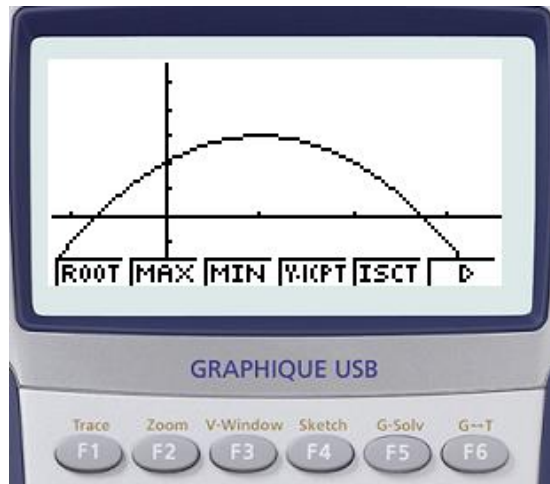 ROOT MAX MIN Y-ICPT ISCT ▷
GRAPHIQUE USB
Trace Zoom V-Window Sketch G-Solv G↔T
F1 F2 F3 F4 F5 F6